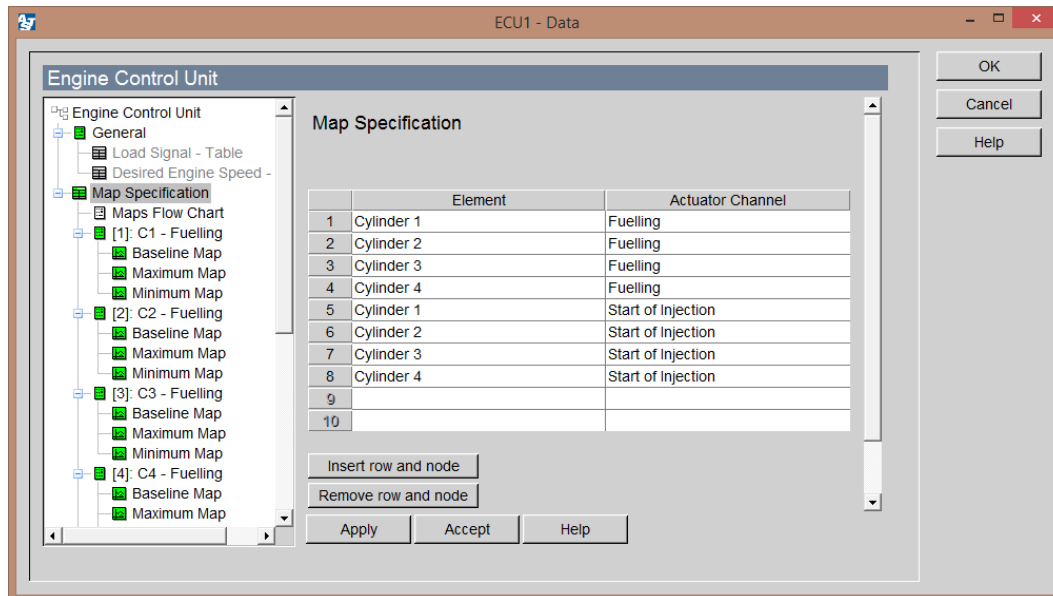 ECU1 - Data
OK
Cancel
Help
Engine Control Unit
Engine Control Unit
General
Load Signal - Table
Desired Engine Speed -
Map Specification
Maps Flow Chart
[1]: C1 - Fuelling
Baseline Map
Maximum Map
Minimum Map
[2]: C2 - Fuelling
Baseline Map
Maximum Map
Minimum Map
[3]: C3 - Fuelling
Baseline Map
Maximum Map
Minimum Map
[4]: C4 - Fuelling
Baseline Map
Maximum Map
Map Specification
Element Actuator Channel
1 Cylinder 1 Fuelling
2 Cylinder 2 Fuelling
3 Cylinder 3 Fuelling
4 Cylinder 4 Fuelling
5 Cylinder 1 Start of Injection
6 Cylinder 2 Start of Injection
7 Cylinder 3 Start of Injection
8 Cylinder 4 Start of Injection
9
10
Insert row and node
Remove row and node
Apply Accept Help